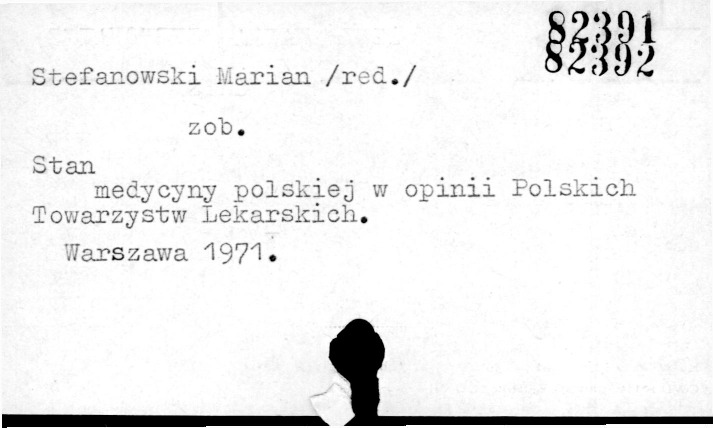 82391
82392
Stefanowski Marian /red./
zob.
Stan
medycyny polskiej w opinii Polskich
Towarzystw Lekarskich.
Warszawa 1971.